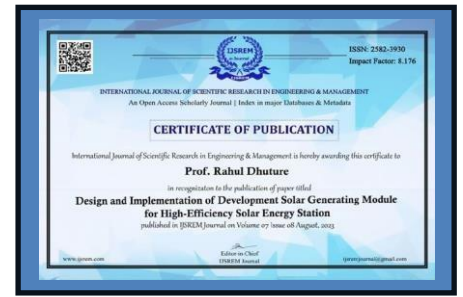 IJSREM
e-Journal
ISSN: 2582-3930
Impact Factor: 8.176
INTERNATIONAL JOURNAL OF SCIENTIFIC RESEARCH IN ENGINEERING & MANAGEMENT
An Open Access Scholarly Journal | Index in major Databases & Metadata
CERTIFICATE OF PUBLICATION
International Journal of Scientific Research in Engineering & Management is hereby awarding this certificate to
Prof. Rahul Dhuture
in recognitaton to the publication of paper titled
Design and Implementation of Development Solar Generating Module
for High-Efficiency Solar Energy Station
published in IJSREM Journal on Volume 07 Issue 08 August, 2023
www.ijsrem.com
Editor-in-Chief
IJSREM Journal
ijsremjournal@gmail.com